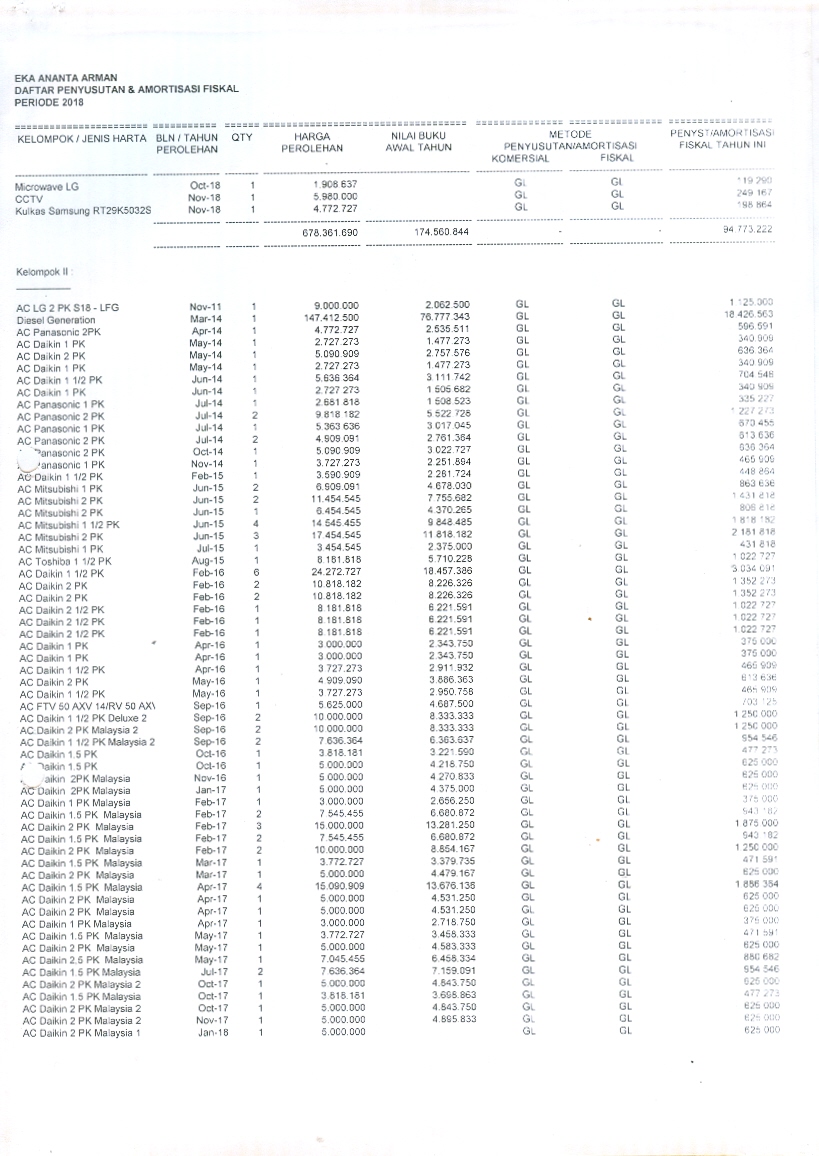 EKA ANANTA ARMAN
DAFTAR PENYUSUTAN & AMORTISASI FISKAL
PERIODE 2018
KELOMPOK / JENIS HARTA BLN / TAHUN QTY HARGA NILAI BUKU METODE PENYST/AMORTISASI
PEROLEHAN PEROLEHAN AWAL TAHUN PENYUSUTAN/AMORTISASI FISKAL TAHUN INI
KOMERSIAL FISKAL
Microwave LG Oct-18 1 1.908.637 GL GL 119.290
CCTV Nov-18 1 5.980.000 GL GL 249.167
Kulkas Samsung RT29K5032S Nov-18 1 4.772.727 GL GL 198.864
678.361.690 174.560.844 - - 94.773.222
Kelompok II :
AC LG 2 PK S18 - LFG Nov-11 1 9.000.000 2.062.500 GL GL 1.125.000
Diesel Generation Mar-14 1 147.412.500 76.777.343 GL GL 18.426.563
AC Panasonic 2PK Apr-14 1 4.772.727 2.535.511 GL GL 596.591
AC Daikin 1 PK May-14 1 2.727.273 1.477.273 GL GL 340.909
AC Daikin 2 PK May-14 1 5.090.909 2.757.576 GL GL 636.364
AC Daikin 1 PK May-14 1 2.727.273 1.477.273 GL GL 340.909
AC Daikin 1 1/2 PK Jun-14 1 5.636.364 3.111.742 GL GL 704.546
AC Daikin 1 PK Jun-14 1 2.727.273 1.505.682 GL GL 340.909
AC Panasonic 1 PK Jul-14 1 2.681.818 1.508.523 GL GL 335.227
AC Panasonic 2 PK Jul-14 2 9.818.182 5.522.728 GL GL 1.227.273
AC Panasonic 1 PK Jul-14 1 5.363.636 3.017.045 GL GL 670.455
AC Panasonic 2 PK Jul-14 2 4.909.091 2.761.364 GL GL 613.636
Panasonic 2 PK Oct-14 1 5.090.909 3.022.727 GL GL 636.364
anasonic 1 PK Nov-14 1 3.727.273 2.251.894 GL GL 465.909
AC Daikin 1 1/2 PK Feb-15 1 3.590.909 2.281.724 GL GL 448.864
AC Mitsubishi 1 PK Jun-15 2 6.909.091 4.678.030 GL GL 863.636
AC Mitsubishi 2 PK Jun-15 2 11.454.545 7.755.682 GL GL 1.431.818
AC Mitsubishi 2 PK Jun-15 1 6.454.545 4.370.265 GL GL 806.818
AC Mitsubishi 1 1/2 PK Jun-15 4 14.545.455 9.848.485 GL GL 1.818.182
AC Mitsubishi 2 PK Jun-15 3 17.454.545 11.818.182 GL GL 2.181.818
AC Mitsubishi 1 PK Jul-15 1 3.454.545 2.375.000 GL GL 431.818
AC Toshiba 1 1/2 PK Aug-15 1 8.181.818 5.710.228 GL GL 1.022.727
AC Daikin 1 1/2 PK Feb-16 6 24.272.727 18.457.386 GL GL 3.034.091
AC Daikin 2 PK Feb-16 2 10.818.182 8.226.326 GL GL 1.352.273
AC Daikin 2 PK Feb-16 2 10.818.182 8.226.326 GL GL 1.352.273
AC Daikin 2 1/2 PK Feb-16 1 8.181.818 6.221.591 GL GL 1.022.727
AC Daikin 2 1/2 PK Feb-16 1 8.181.818 6.221.591 GL GL 1.022.727
AC Daikin 2 1/2 PK Feb-16 1 8.181.818 6.221.591 GL GL 1.022.727
AC Daikin 1 PK Apr-16 1 3.000.000 2.343.750 GL GL 375.000
AC Daikin 1 PK Apr-16 1 3.000.000 2.343.750 GL GL 375.000
AC Daikin 1 1/2 PK Apr-16 1 3.727.273 2.911.932 GL GL 465.909
AC Daikin 2 PK May-16 1 4.909.090 3.886.363 GL GL 613.636
AC Daikin 1 1/2 PK May-16 1 3.727.273 2.950.758 GL GL 465.909
AC FTV 50 AXV 14/RV 50 AXV Sep-16 1 5.625.000 4.687.500 GL GL 703.125
AC Daikin 1 1/2 PK Deluxe 2 Sep-16 2 10.000.000 8.333.333 GL GL 1.250.000
AC Daikin 2 PK Malaysia 2 Sep-16 2 10.000.000 8.333.333 GL GL 1.250.000
AC Daikin 1 1/2 PK Malaysia 2 Sep-16 2 7.636.364 6.363.637 GL GL 954.546
AC Daikin 1.5 PK Oct-16 1 3.818.181 3.221.590 GL GL 477.273
Daikin 1.5 PK Oct-16 1 5.000.000 4.218.750 GL GL 625.000
aikin 2PK Malaysia Nov-16 1 5.000.000 4.270.833 GL GL 625.000
AC Daikin 2PK Malaysia Jan-17 1 5.000.000 4.375.000 GL GL 625.000
AC Daikin 1 PK Malaysia Feb-17 1 3.000.000 2.656.250 GL GL 375.000
AC Daikin 1.5 PK Malaysia Feb-17 2 7.545.455 6.680.872 GL GL 943.182
AC Daikin 2 PK Malaysia Feb-17 3 15.000.000 13.281.250 GL GL 1.875.000
AC Daikin 1.5 PK Malaysia Feb-17 2 7.545.455 6.680.872 GL GL 943.182
AC Daikin 2 PK Malaysia Feb-17 2 10.000.000 8.854.167 GL GL 1.250.000
AC Daikin 1.5 PK Malaysia Mar-17 1 3.772.727 3.379.735 GL GL 471.591
AC Daikin 2 PK Malaysia Mar-17 1 5.000.000 4.479.167 GL GL 625.000
AC Daikin 1.5 PK Malaysia Apr-17 4 15.090.909 13.676.136 GL GL 1.886.364
AC Daikin 2 PK Malaysia Apr-17 1 5.000.000 4.531.250 GL GL 625.000
AC Daikin 2 PK Malaysia Apr-17 1 5.000.000 4.531.250 GL GL 625.000
AC Daikin 1 PK Malaysia Apr-17 1 3.000.000 2.718.750 GL GL 375.000
AC Daikin 1.5 PK Malaysia May-17 1 3.772.727 3.458.333 GL GL 471.591
AC Daikin 2 PK Malaysia May-17 1 5.000.000 4.583.333 GL GL 625.000
AC Daikin 2.5 PK Malaysia May-17 1 7.045.455 6.458.334 GL GL 880.682
AC Daikin 1.5 PK Malaysia Jul-17 2 7.636.364 7.159.091 GL GL 954.546
AC Daikin 2 PK Malaysia 2 Oct-17 1 5.000.000 4.843.750 GL GL 625.000
AC Daikin 1.5 PK Malaysia Oct-17 1 3.818.181 3.698.863 GL GL 477.273
AC Daikin 2 PK Malaysia 2 Oct-17 1 5.000.000 4.843.750 GL GL 625.000
AC Daikin 2 PK Malaysia 2 Nov-17 1 5.000.000 4.895.833 GL GL 625.000
AC Daikin 2 PK Malaysia 1 Jan-18 1 5.000.000 GL GL 625.000